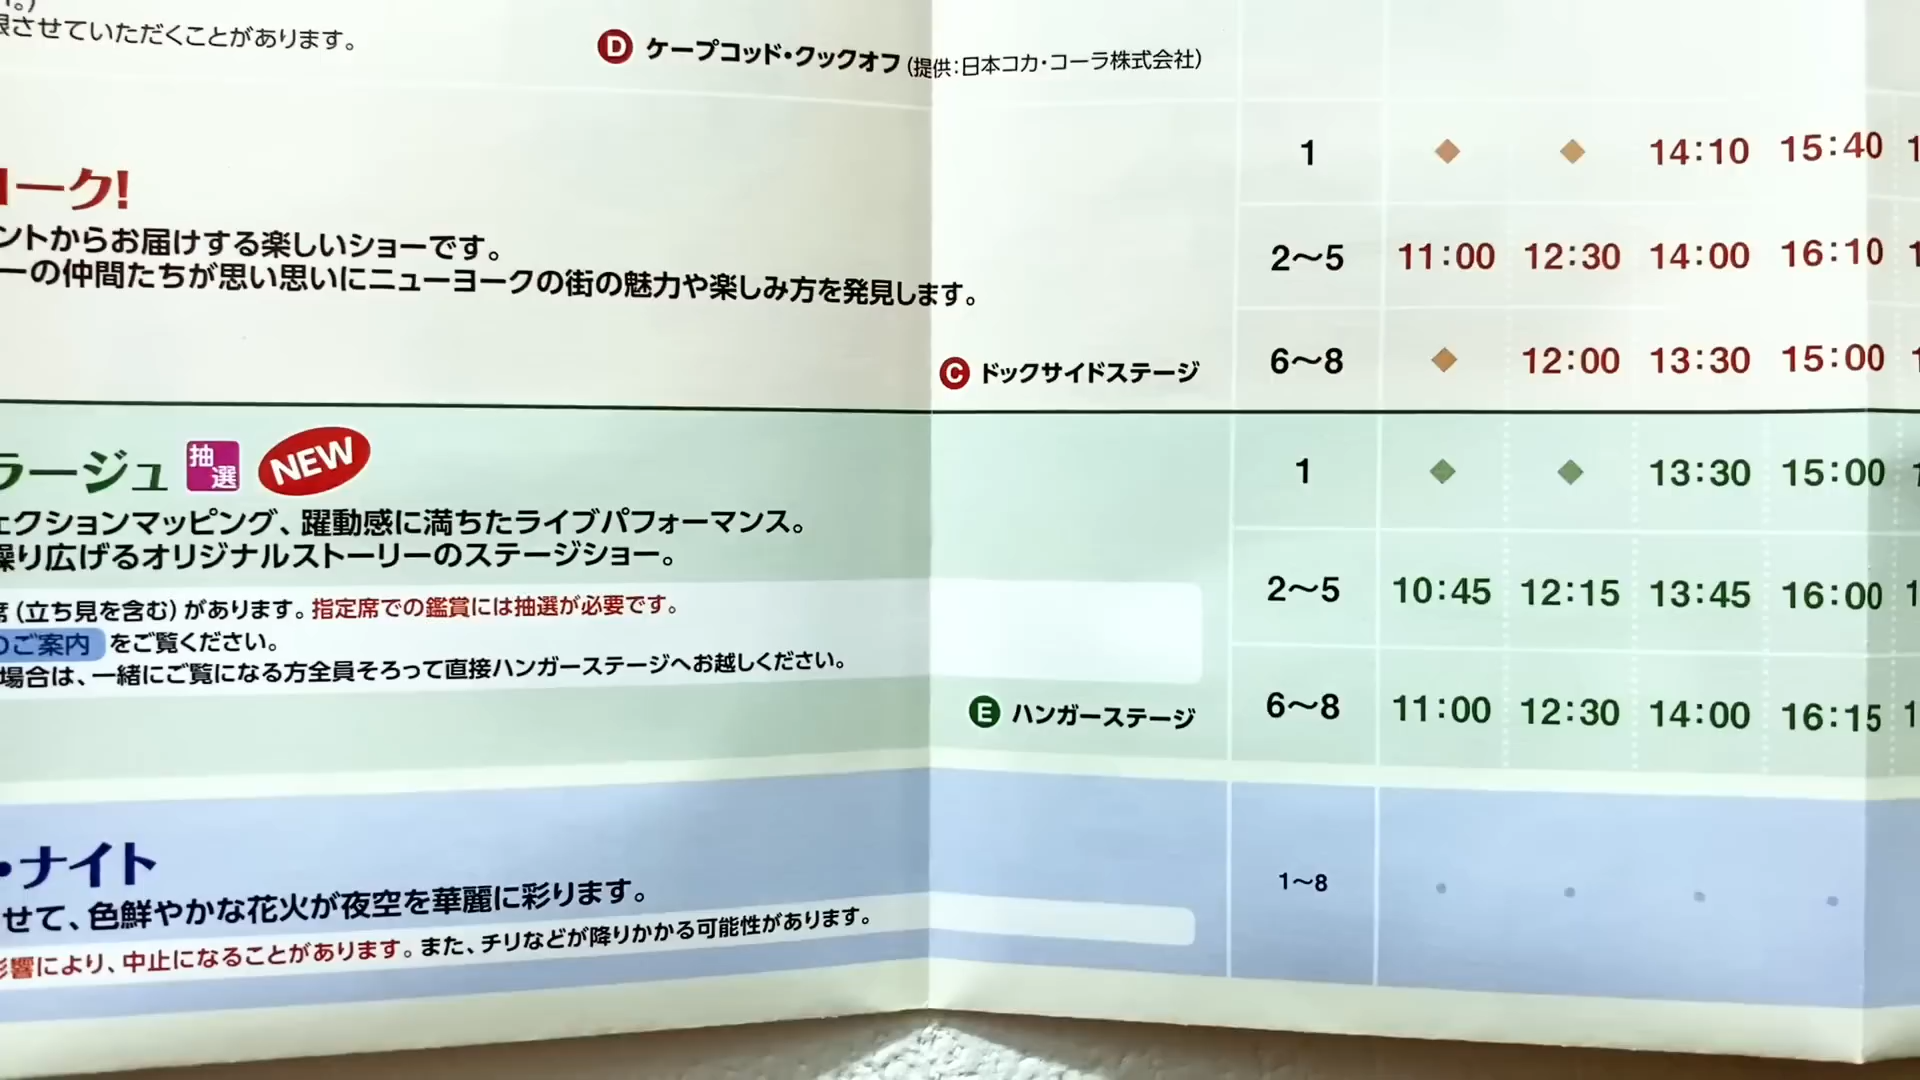 限させていただくことがあります。
D ケープコッド・クックオフ (提供:日本コカ・コーラ株式会社)
1 ◆ ◆ 14:10 15:40
ヨーク!
ントからお届けする楽しいショーです。
ーの仲間たちが思い思いにニューヨークの街の魅力や楽しみ方を発見します。
2〜5 11:00 12:30 14:00 16:10
C ドックサイドステージ
6〜8 ◆ 12:00 13:30 15:00
ラージュ 抽選 NEW
1 ◆ ◆ 13:30 15:00
ェクションマッピング、躍動感に満ちたライブパフォーマンス。
繰り広げるオリジナルストーリーのステージショー。
2〜5 10:45 12:15 13:45 16:00
席(立ち見を含む)があります。指定席での鑑賞には抽選が必要です。
のご案内 をご覧ください。
場合は、一緒にご覧になる方全員そろって直接ハンガーステージへお越しください。
E ハンガーステージ
6〜8 11:00 12:30 14:00 16:15
・ナイト
せて、色鮮やかな花火が夜空を華麗に彩ります。
影響により、中止になることがあります。また、チリなどが降りかかる可能性があります。
1〜8